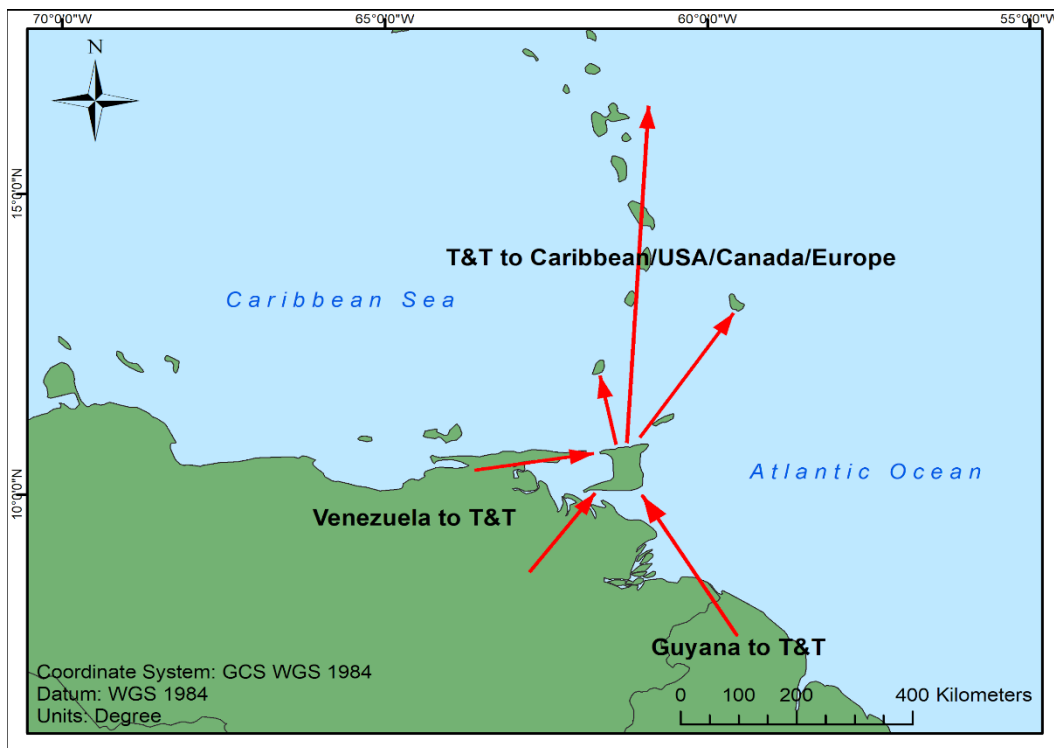 70°0'0"W 65°0'0"W 60°0'0"W 55°0'0"W
N
15°0'0"N
T&T to Caribbean/USA/Canada/Europe
Caribbean Sea
Atlantic Ocean
10°0'0"N
Venezuela to T&T
Guyana to T&T
Coordinate System: GCS WGS 1984
Datum: WGS 1984
Units: Degree
0 100 200 400 Kilometers